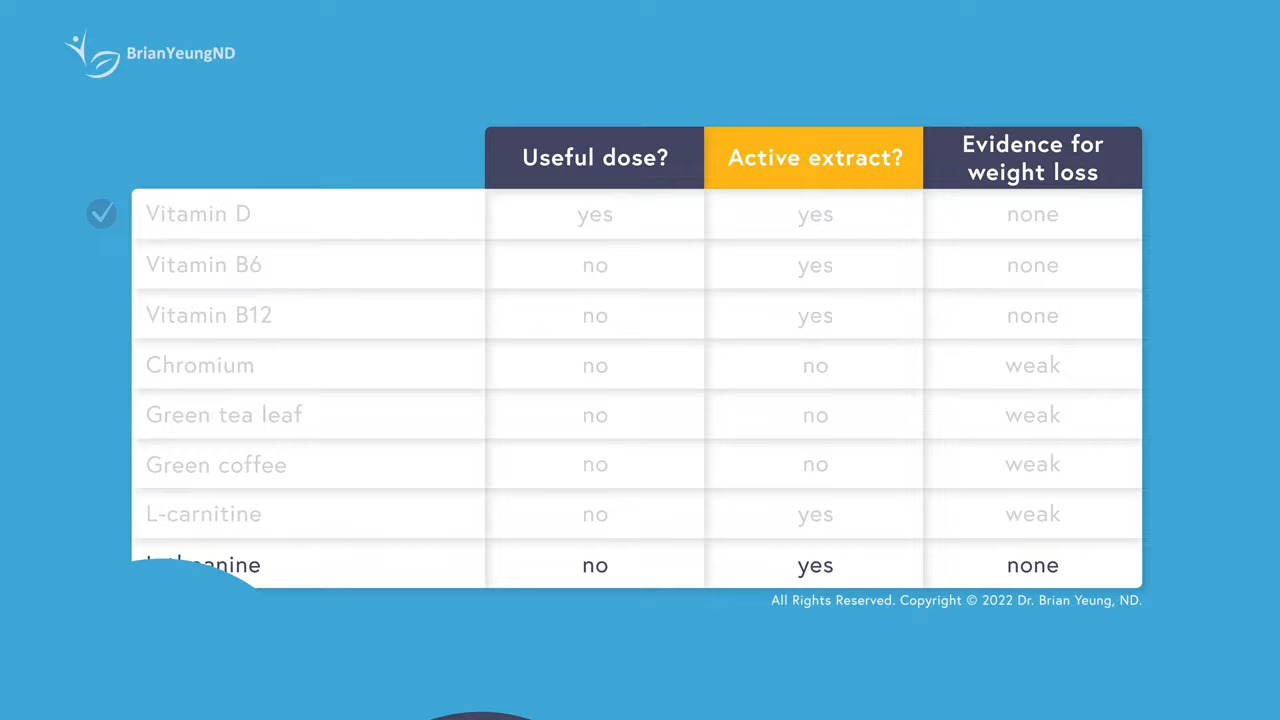 BrianYeungND
Useful dose? Active extract? Evidence for weight loss
Vitamin D yes yes none
Vitamin B6 no yes none
Vitamin B12 no yes none
Chromium no no weak
Green tea leaf no no weak
Green coffee no no weak
L-carnitine no yes weak
no yes none
All Rights Reserved. Copyright © 2022 Dr. Brian Yeung, ND.